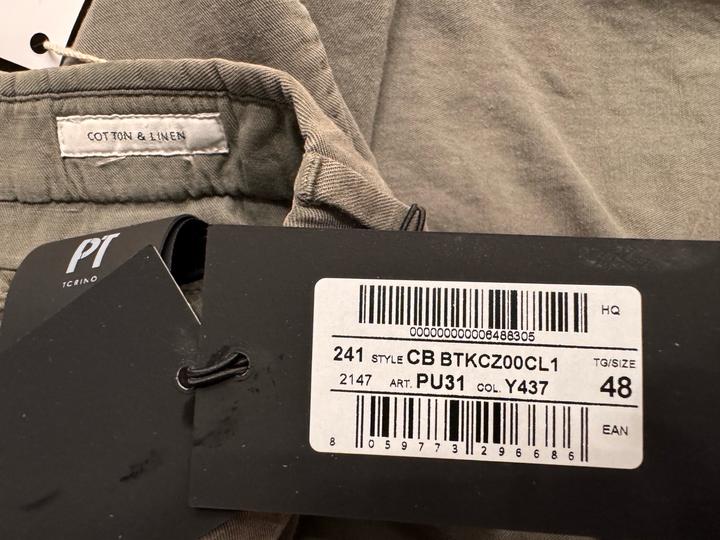 COTTON & LINEN
PT
TORINO
HQ
000000000006488305
241 STYLE CB BTKCZ00CL1 TG/SIZE
2147 ART. PU31 COL. Y437 48
EAN
8 059773 296686